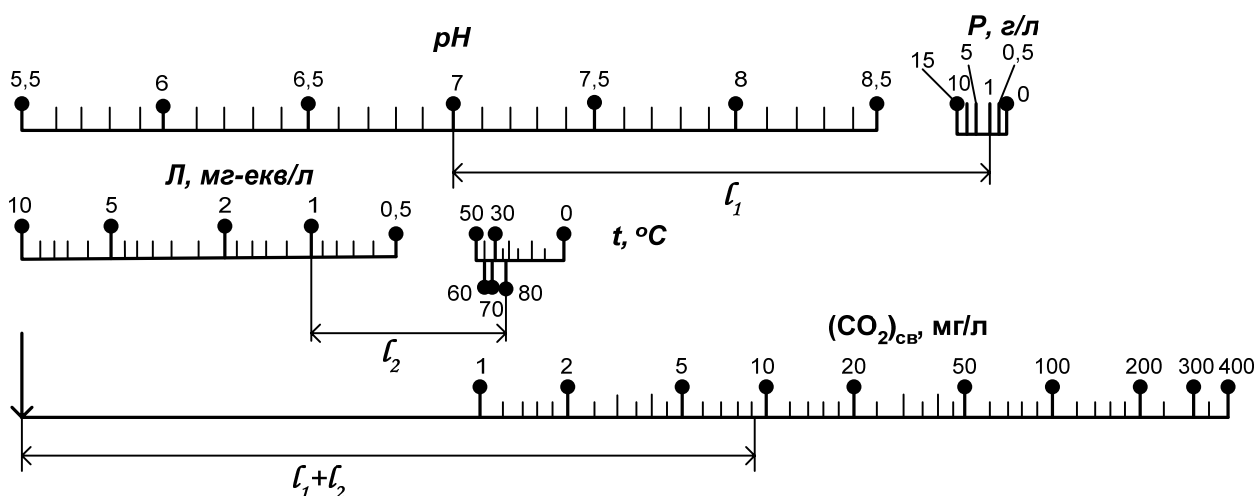 pH
P, г/л
5,5 6 6,5 7 7,5 8 8,5
15 10 5 1 0,5 0
l₁
Л, мг-екв/л
10 5 2 1 0,5
50 30 0
t, °C
60 70 80
l₂
(CO₂)св, мг/л
1 2 5 10 20 50 100 200 300 400
l₁+l₂